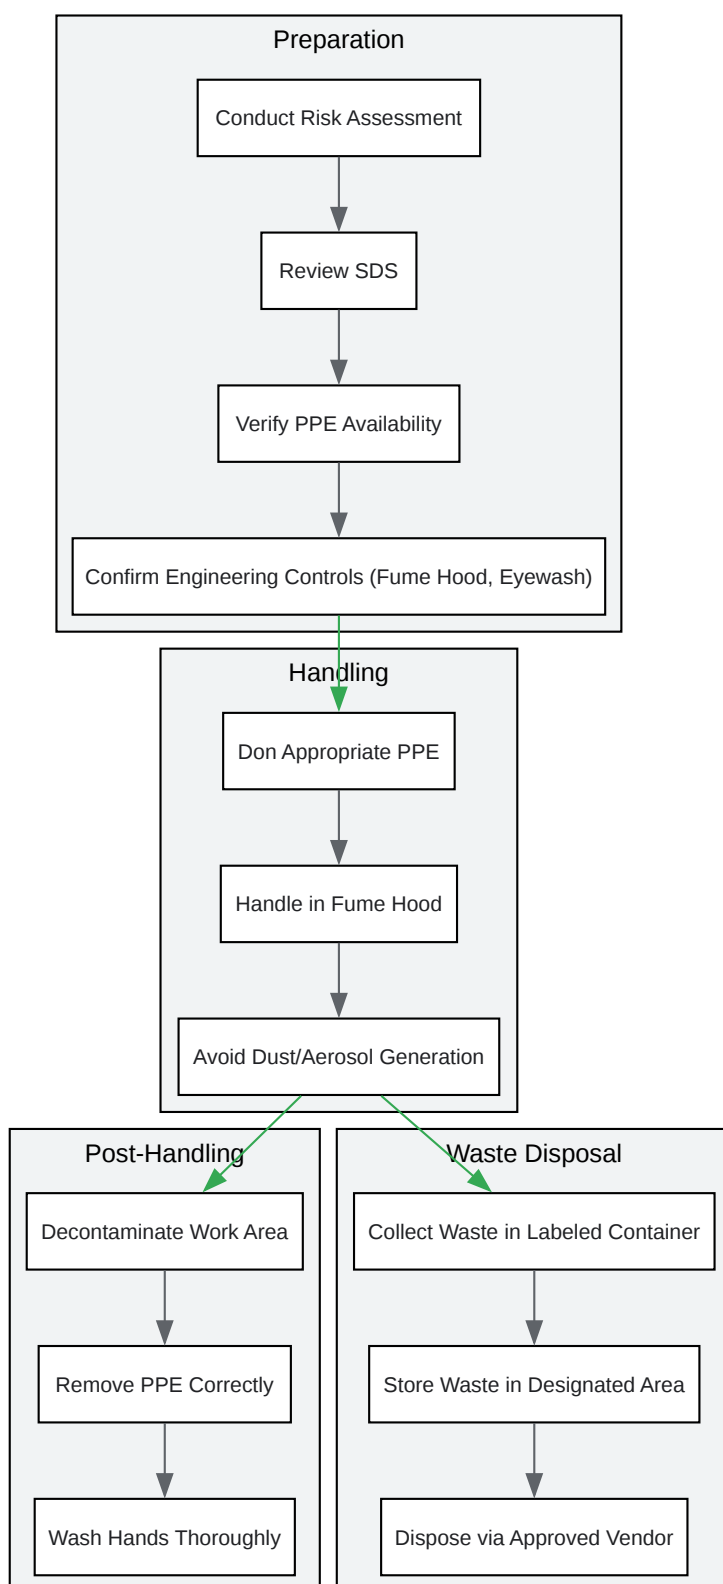 Preparation
Conduct Risk Assessment
Review SDS
Verify PPE Availability
Confirm Engineering Controls (Fume Hood, Eyewash)
Handling
Don Appropriate PPE
Handle in Fume Hood
Avoid Dust/Aerosol Generation
Post-Handling
Decontaminate Work Area
Remove PPE Correctly
Wash Hands Thoroughly
Waste Disposal
Collect Waste in Labeled Container
Store Waste in Designated Area
Dispose via Approved Vendor